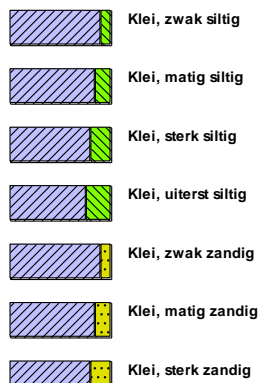 Klei, zwak siltig
Klei, matig siltig
Klei, sterk siltig
Klei, uiterst siltig
Klei, zwak zandig
Klei, matig zandig
Klei, sterk zandig